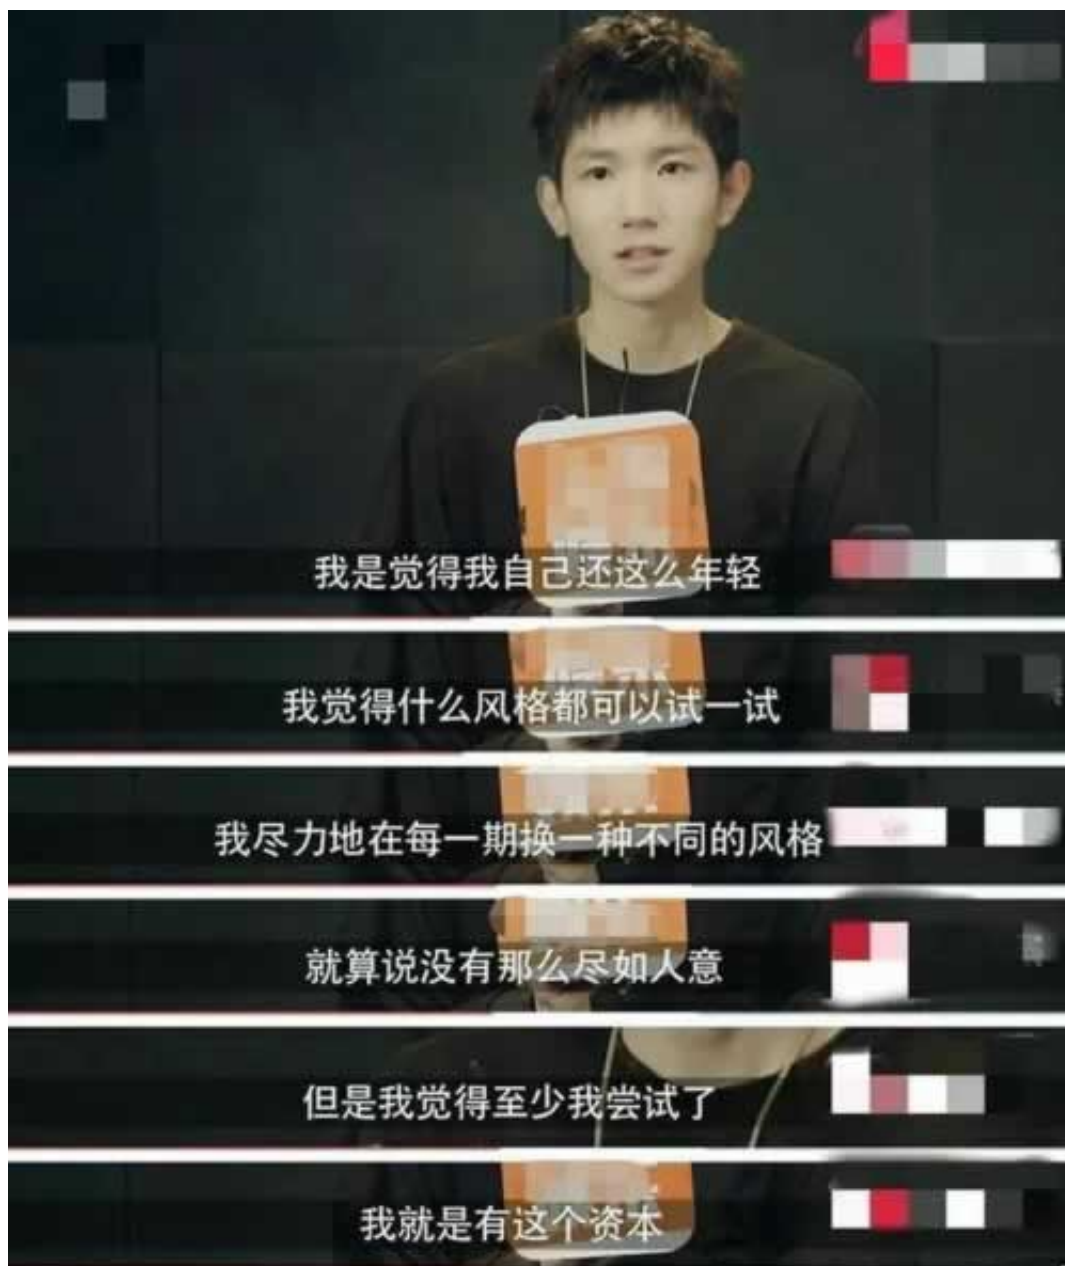 我是觉得我自己还这么年轻
我觉得什么风格都可以试一试
我尽力地在每一期换一种不同的风格
就算说没有那么尽如人意
但是我觉得至少我尝试了
我就是有这个资本